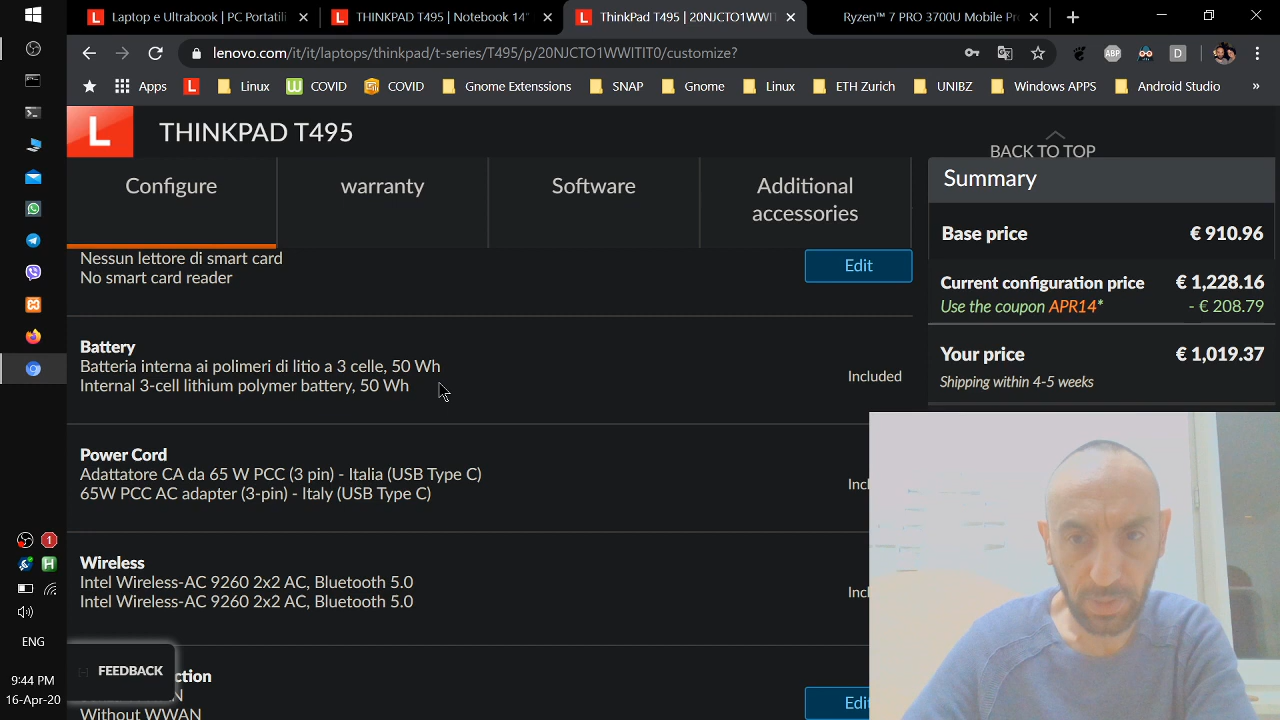 Laptop e Ultrabook | PC Portatili
THINKPAD T495 | Notebook 14"
ThinkPad T495 | 20NJCTO1WWIT
Ryzen™ 7 PRO 3700U Mobile Pr
lenovo.com/it/it/laptops/thinkpad/t-series/T495/p/20NJCTO1WWITIT0/customize?
ABP
D
Apps
L
Linux
COVID
COVID
Gnome Extenssions
SNAP
Gnome
Linux
ETH Zurich
UNIBZ
Windows APPS
Android Studio
»
L
THINKPAD T495
BACK TO TOP
Configure
warranty
Software
Additional
accessories
Summary
Base price
€ 910.96
Current configuration price
€ 1,228.16
Use the coupon APR14*
- € 208.79
Your price
€ 1,019.37
Shipping within 4-5 weeks
Nessun lettore di smart card
No smart card reader
Edit
Battery
Batteria interna ai polimeri di litio a 3 celle, 50 Wh
Internal 3-cell lithium polymer battery, 50 Wh
Included
Power Cord
Adattatore CA da 65 W PCC (3 pin) - Italia (USB Type C)
65W PCC AC adapter (3-pin) - Italy (USB Type C)
Incl
Wireless
Intel Wireless-AC 9260 2x2 AC, Bluetooth 5.0
Intel Wireless-AC 9260 2x2 AC, Bluetooth 5.0
Incl
ction
N
Without WWAN
Edi
FEEDBACK
1
H
ENG
9:44 PM
16-Apr-20